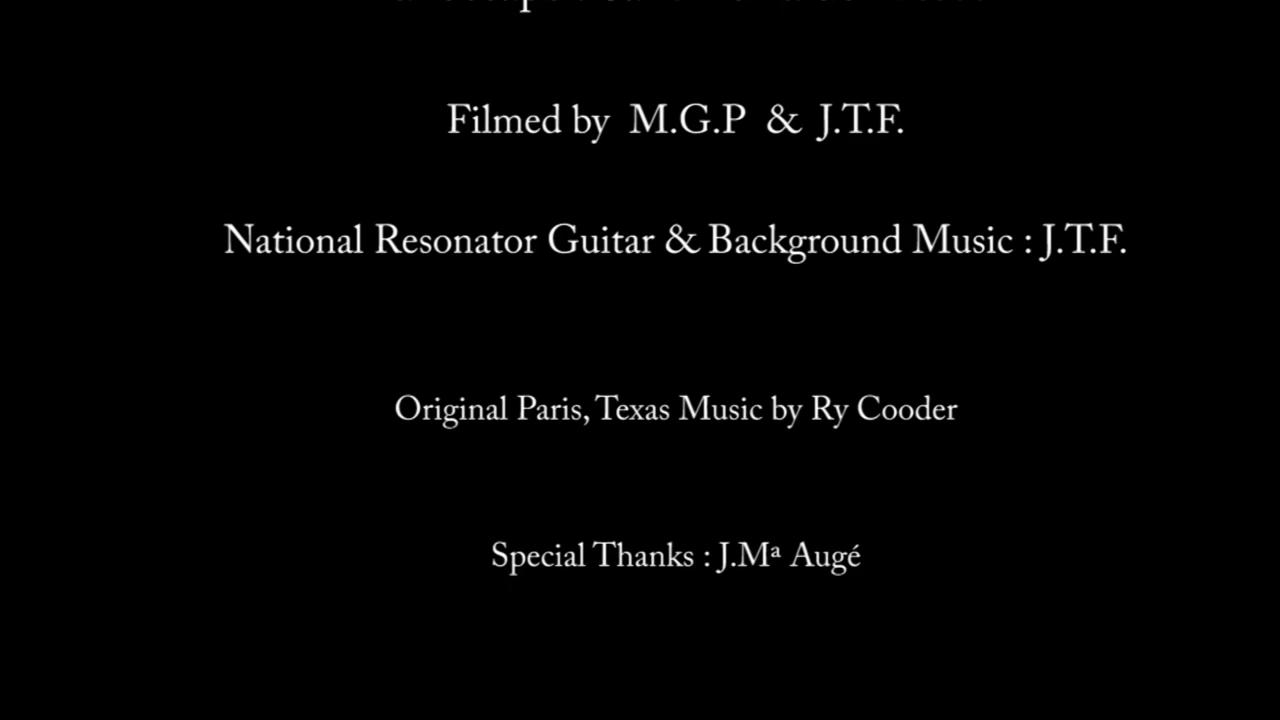 Filmed by M.G.P & J.T.F.
National Resonator Guitar & Background Music : J.T.F.
Original Paris, Texas Music by Ry Cooder
Special Thanks : J.Mª Augé